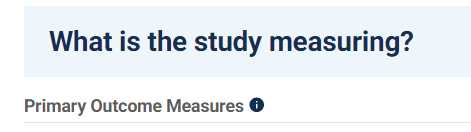 What is the study measuring?
Primary Outcome Measures